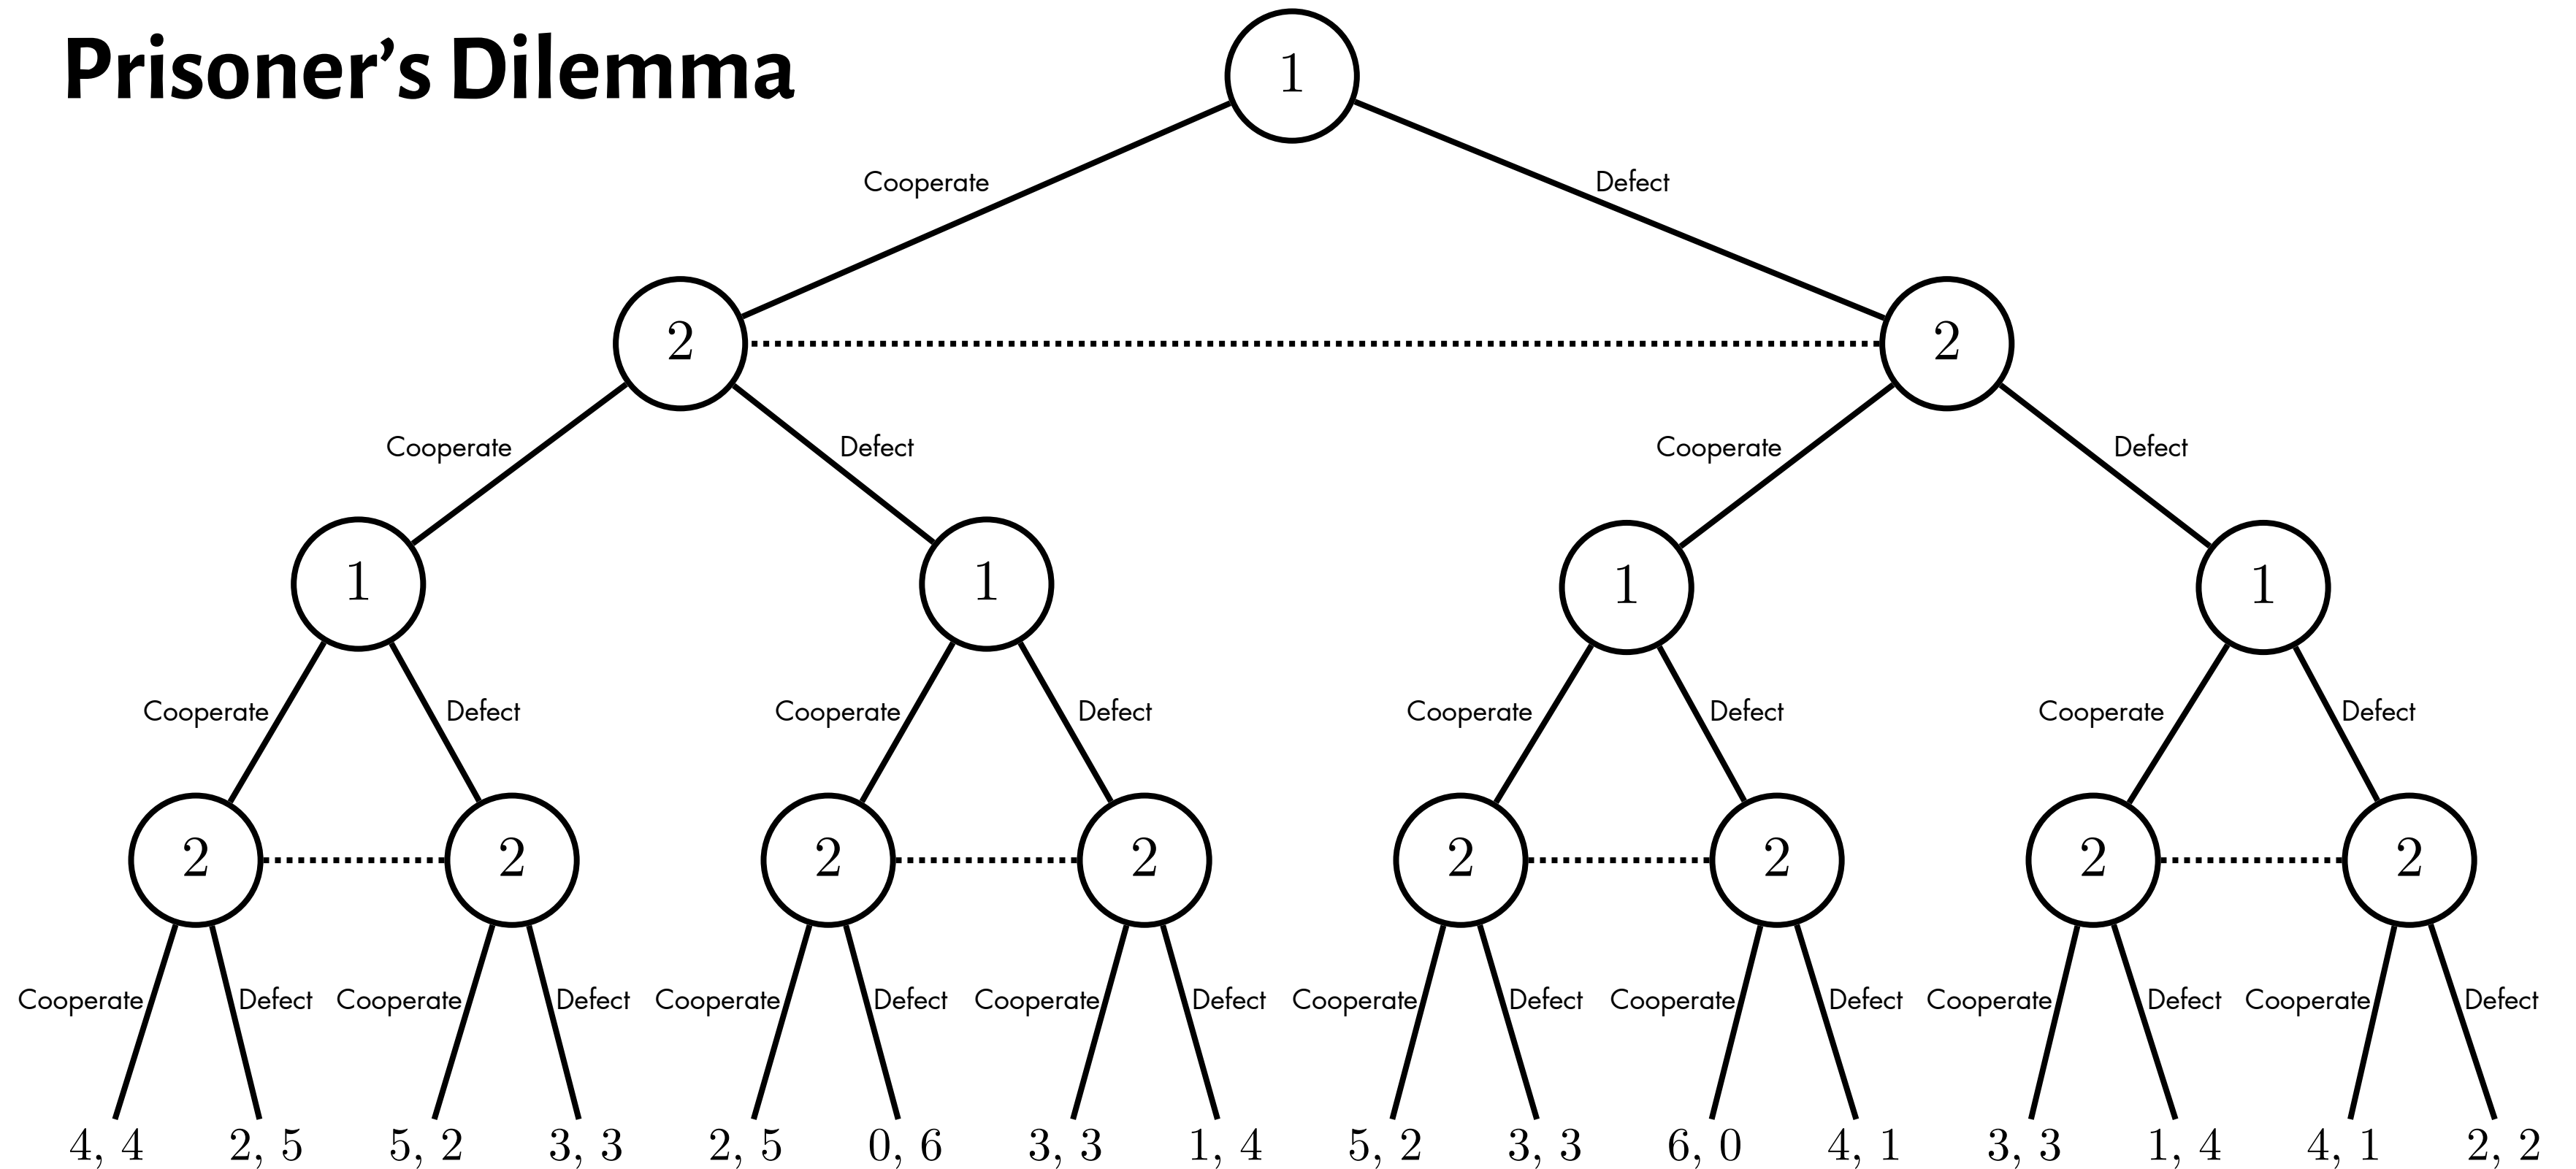 Prisoner's Dilemma
1
Cooperate Defect
2 2
Cooperate Defect Cooperate Defect
1 1 1 1
Cooperate Defect Cooperate Defect Cooperate Defect Cooperate Defect
2 2 2 2 2 2 2 2
Cooperate Defect Cooperate Defect Cooperate Defect Cooperate Defect Cooperate Defect Cooperate Defect Cooperate Defect Cooperate Defect
4, 4 2, 5 5, 2 3, 3 2, 5 0, 6 3, 3 1, 4 5, 2 3, 3 6, 0 4, 1 3, 3 1, 4 4, 1 2, 2